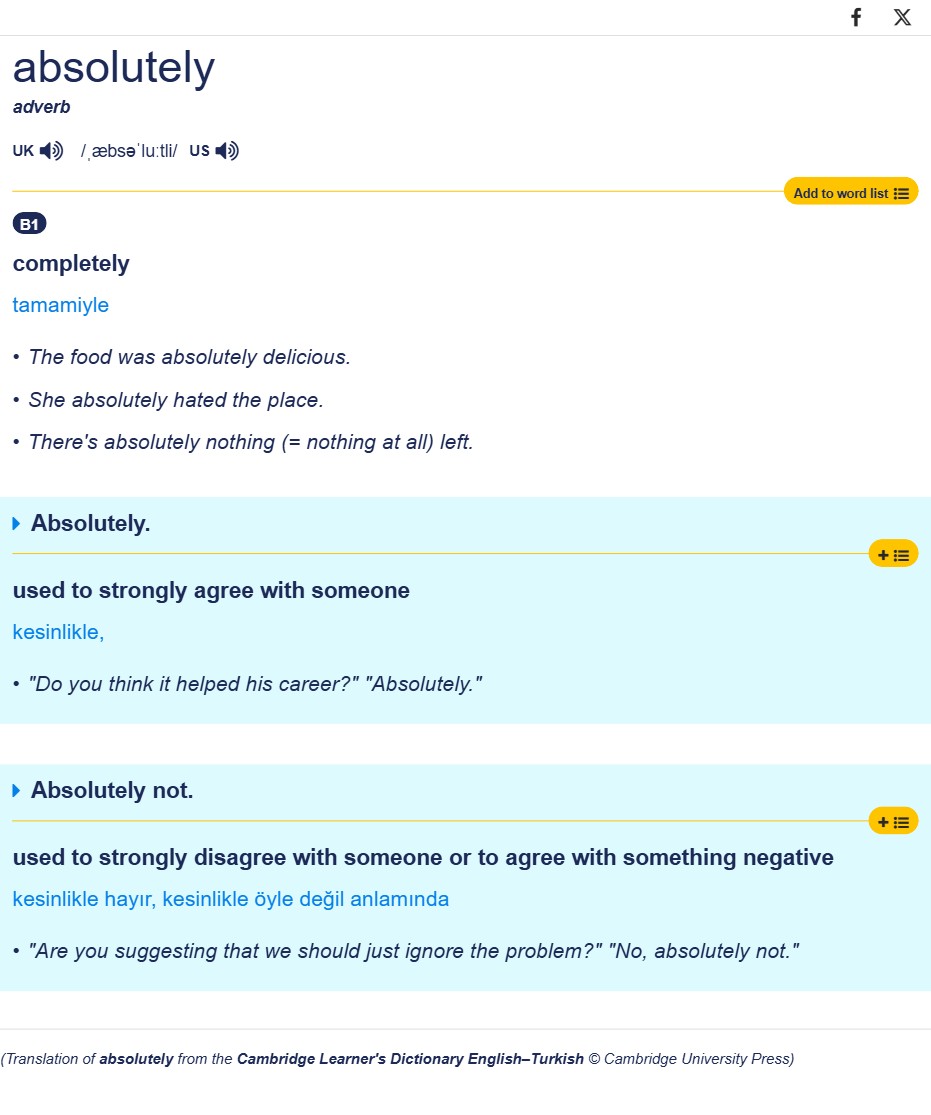 absolutely
adverb
UK /ˌæbsəˈluːtli/ US
Add to word list
B1
completely
tamamiyle
• The food was absolutely delicious.
• She absolutely hated the place.
• There's absolutely nothing (= nothing at all) left.
Absolutely.
used to strongly agree with someone
kesinlikle,
• "Do you think it helped his career?" "Absolutely."
Absolutely not.
used to strongly disagree with someone or to agree with something negative
kesinlikle hayır, kesinlikle öyle değil anlamında
• "Are you suggesting that we should just ignore the problem?" "No, absolutely not."
(Translation of absolutely from the Cambridge Learner's Dictionary English–Turkish © Cambridge University Press)